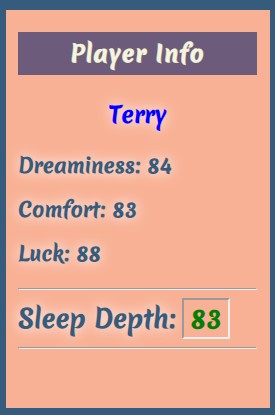 Player Info
Terry
Dreaminess: 84
Comfort: 83
Luck: 88
Sleep Depth: 83